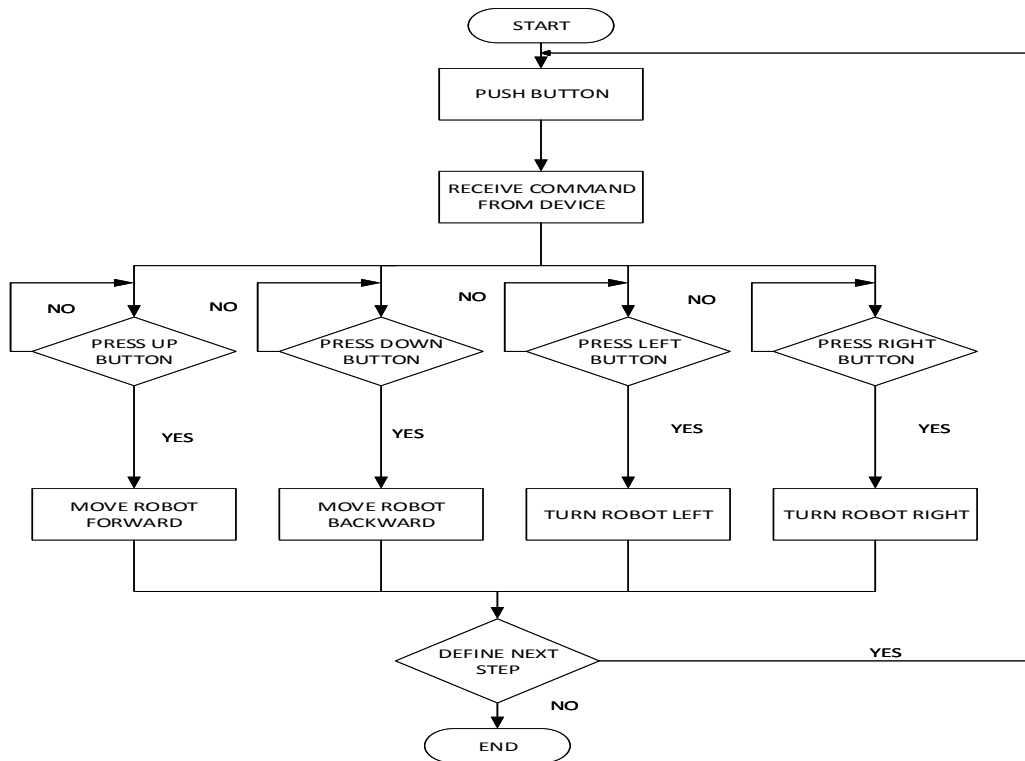 START
PUSH BUTTON
RECEIVE COMMAND
FROM DEVICE
NO
NO
NO
NO
PRESS UP
BUTTON
PRESS DOWN
BUTTON
PRESS LEFT
BUTTON
PRESS RIGHT
BUTTON
YES
YES
YES
YES
MOVE ROBOT
FORWARD
MOVE ROBOT
BACKWARD
TURN ROBOT LEFT
TURN ROBOT RIGHT
DEFINE NEXT
STEP
YES
NO
END